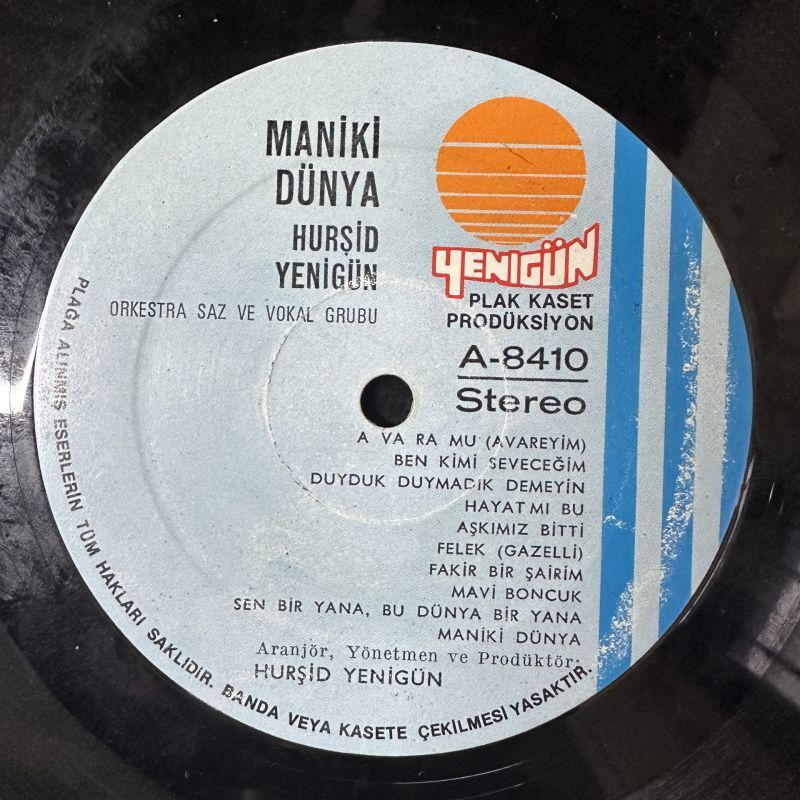 MANİKİ
DÜNYA
HURŞİD
YENİGÜN
ORKESTRA SAZ VE VOKAL GRUBU
YENİGÜN
PLAK KASET
PRODÜKSİYON
A-8410
Stereo
A VA RA MU (AVAREYİM)
BEN KİMİ SEVECEĞİM
DUYDUK DUYMADIK DEMEYİN
HAYAT MI BU
AŞKIMIZ BİTTİ
FELEK (GAZELLİ)
FAKİR BİR ŞAİRİM
MAVİ BONCUK
SEN BİR YANA, BU DÜNYA BİR YANA
MANİKİ DÜNYA
Aranjör, Yönetmen ve Prodüktör:
HURŞİD YENİGÜN
PLAGA ALINMIŞ ESERLERİN TÜM HAKLARI SAKLIDIR. BANDA VEYA KASETE ÇEKİLMESİ YASAKTIR.